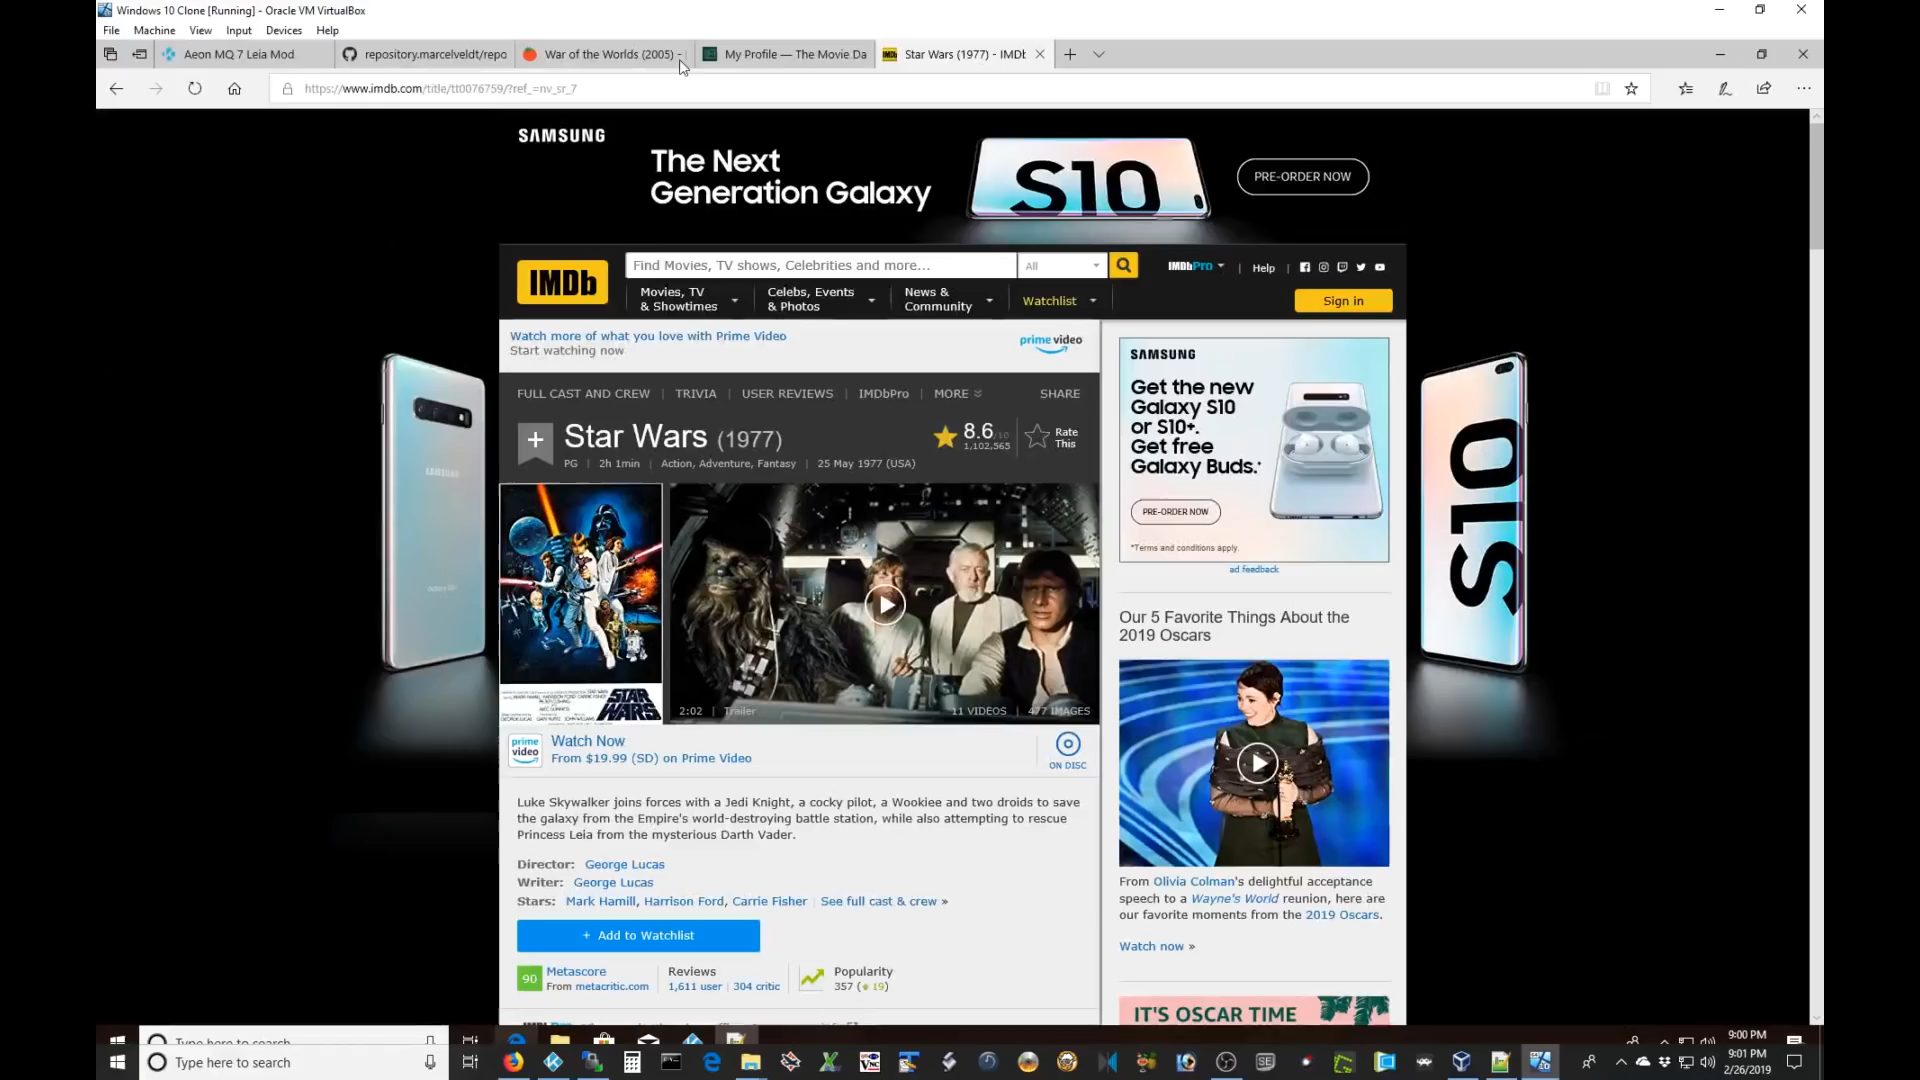 Windows 10 Clone [Running] - Oracle VM VirtualBox
File Machine View Input Devices Help
Aeon MQ 7 Leia Mod
repository.marcelveldt/repo
War of the Worlds (2005) -
My Profile — The Movie Da
Star Wars (1977) - IMDb
https://www.imdb.com/title/tt0076759/?ref_=nv_sr_7
SAMSUNG
The Next
Generation Galaxy
S10
PRE-ORDER NOW
IMDb
Find Movies, TV shows, Celebrities and more...
All
IMDbPro
Help
Movies, TV
& Showtimes
Celebs, Events
& Photos
News &
Community
Watchlist
Sign in
Watch more of what you love with Prime Video
Start watching now
prime video
FULL CAST AND CREW | TRIVIA | USER REVIEWS | IMDbPro | MORE
SHARE
Star Wars (1977)
8.6/10
1,102,565
Rate
This
PG | 2h 1min | Action, Adventure, Fantasy | 25 May 1977 (USA)
STAR
WARS
2:02 | Trailer
11 VIDEOS | 477 IMAGES
prime
video
Watch Now
From $19.99 (SD) on Prime Video
ON DISC
Luke Skywalker joins forces with a Jedi Knight, a cocky pilot, a Wookiee and two droids to save
the galaxy from the Empire's world-destroying battle station, while also attempting to rescue
Princess Leia from the mysterious Darth Vader.
Director: George Lucas
Writer: George Lucas
Stars: Mark Hamill, Harrison Ford, Carrie Fisher | See full cast & crew »
+ Add to Watchlist
90
Metascore
From metacritic.com
Reviews
1,611 user | 304 critic
Popularity
357 (19)
SAMSUNG
Get the new
Galaxy S10
or S10+.
Get free
Galaxy Buds.*
PRE-ORDER NOW
*Terms and conditions apply.
ad feedback
Our 5 Favorite Things About the
2019 Oscars
From Olivia Colman's delightful acceptance
speech to a Wayne's World reunion, here are
our favorite moments from the 2019 Oscars.
Watch now »
IT'S OSCAR TIME
SAMSUNG
S10
Type here to search
9:00 PM
Type here to search
9:01 PM
2/26/2019